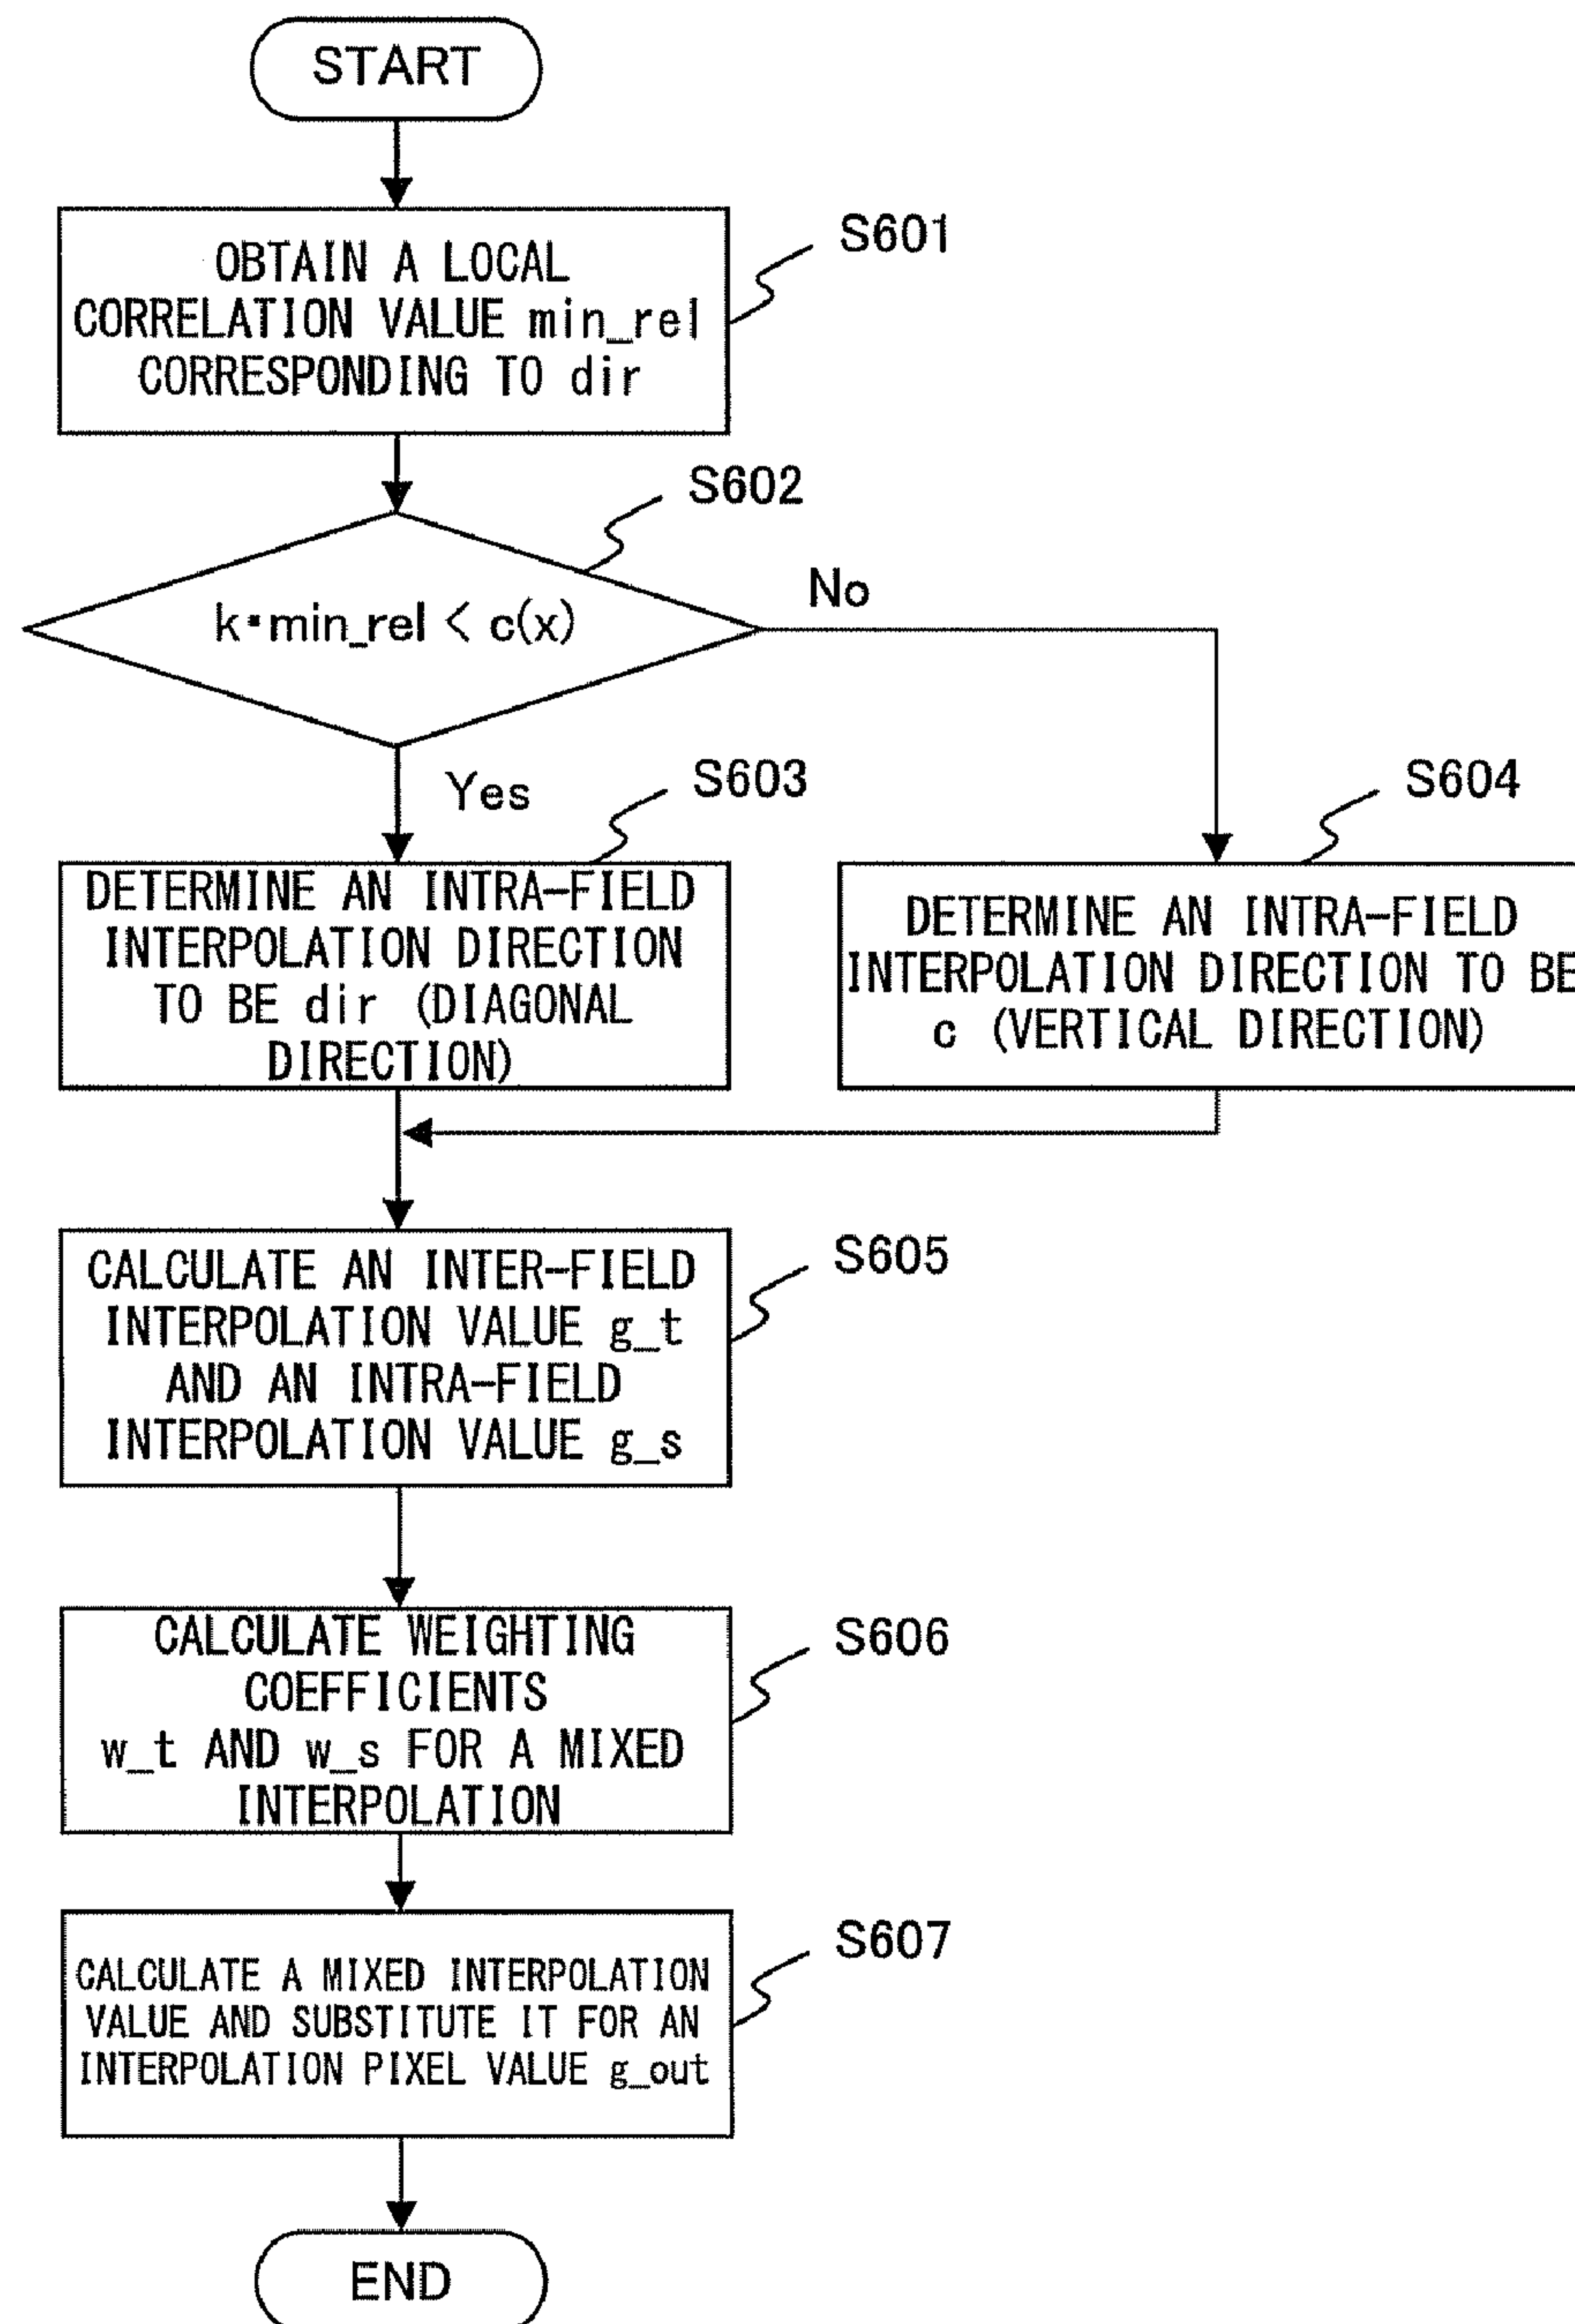 START
OBTAIN A LOCAL
CORRELATION VALUE min_rel
CORRESPONDING TO dir
S601
S602
k･min_rel < c(x)
No
Yes
S603
S604
DETERMINE AN INTRA-FIELD
INTERPOLATION DIRECTION
TO BE dir (DIAGONAL
DIRECTION)
DETERMINE AN INTRA-FIELD
INTERPOLATION DIRECTION TO BE
c (VERTICAL DIRECTION)
CALCULATE AN INTER-FIELD
INTERPOLATION VALUE g_t
AND AN INTRA-FIELD
INTERPOLATION VALUE g_s
S605
CALCULATE WEIGHTING
COEFFICIENTS
w_t AND w_s FOR A MIXED
INTERPOLATION
S606
CALCULATE A MIXED INTERPOLATION
VALUE AND SUBSTITUTE IT FOR AN
INTERPOLATION PIXEL VALUE g_out
S607
END